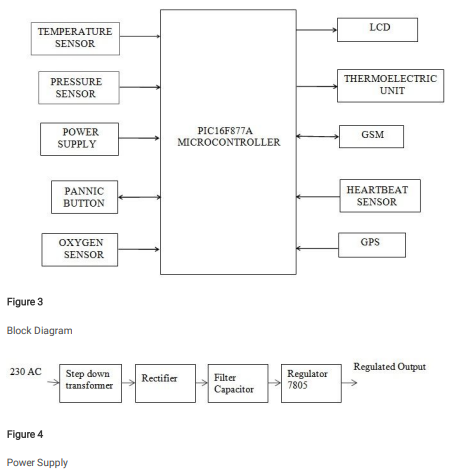 TEMPERATURE
SENSOR
PRESSURE
SENSOR
POWER
SUPPLY
PANNIC
BUTTON
OXYGEN
SENSOR
PIC16F877A
MICROCONTROLLER
LCD
THERMOELECTRIC
UNIT
GSM
HEARTBEAT
SENSOR
GPS
Figure 3
Block Diagram
230 AC
Step down
transformer
Rectifier
Filter
Capacitor
Regulator
7805
Regulated Output
Figure 4
Power Supply